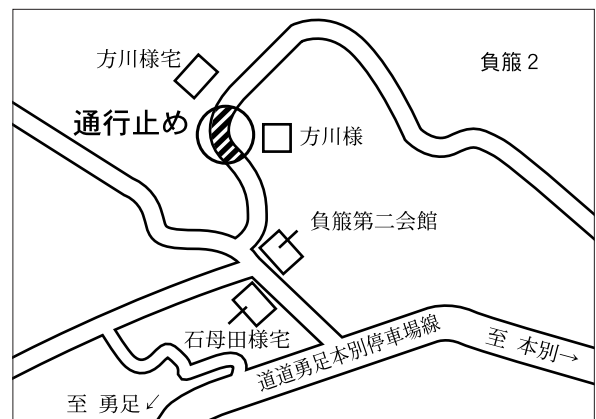 方川様宅
負箙２
通行止め
方川様
負箙第二会館
石母田様宅
道道勇足本別停車場線
至 本別→
至 勇足↙